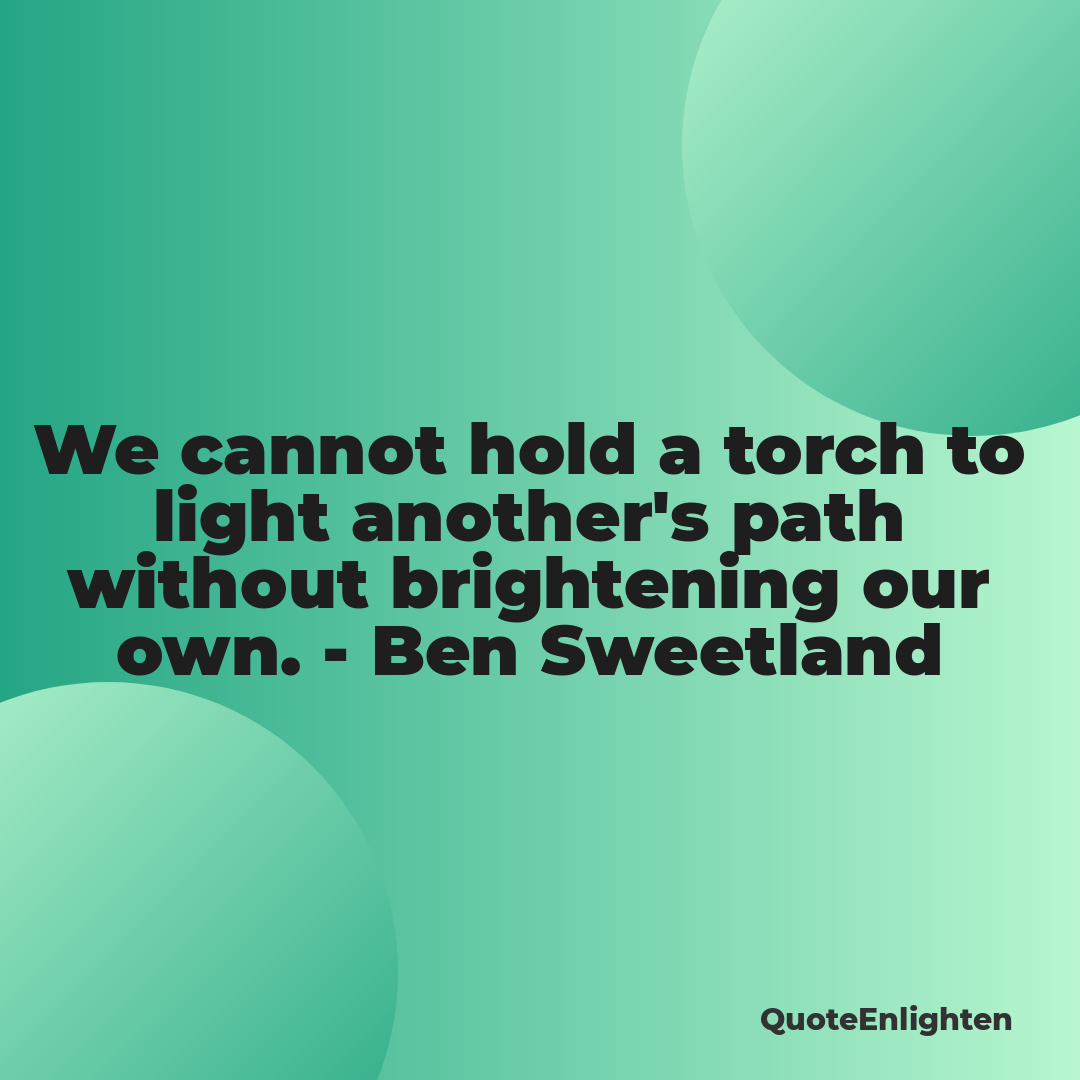 We cannot hold a torch to
light another's path
without brightening our
own. - Ben Sweetland
QuoteEnlighten